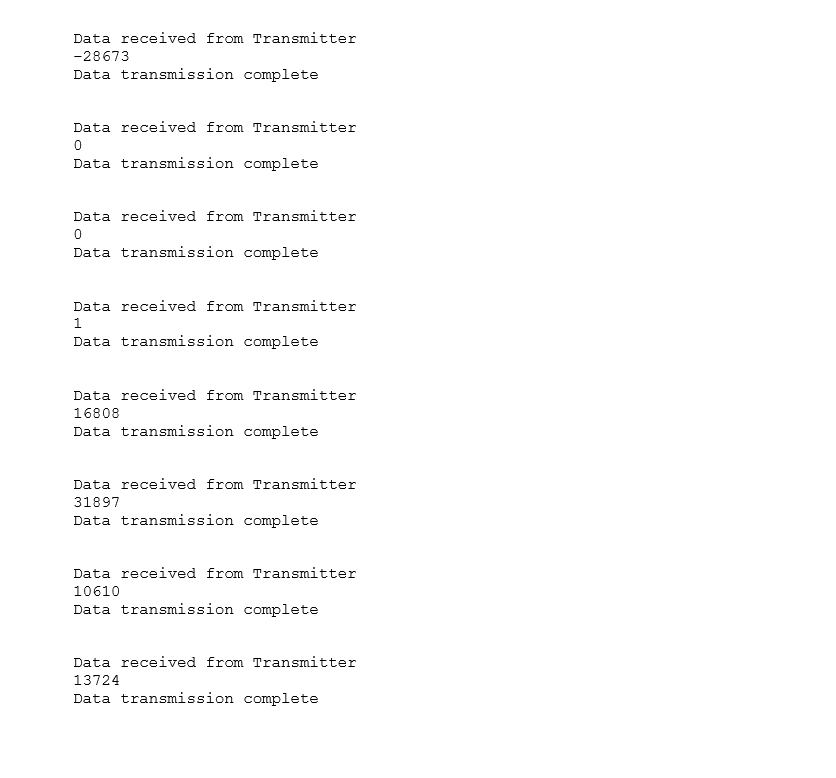 Data received from Transmitter
-28673
Data transmission complete
Data received from Transmitter
0
Data transmission complete
Data received from Transmitter
0
Data transmission complete
Data received from Transmitter
1
Data transmission complete
Data received from Transmitter
16808
Data transmission complete
Data received from Transmitter
31897
Data transmission complete
Data received from Transmitter
10610
Data transmission complete
Data received from Transmitter
13724
Data transmission complete